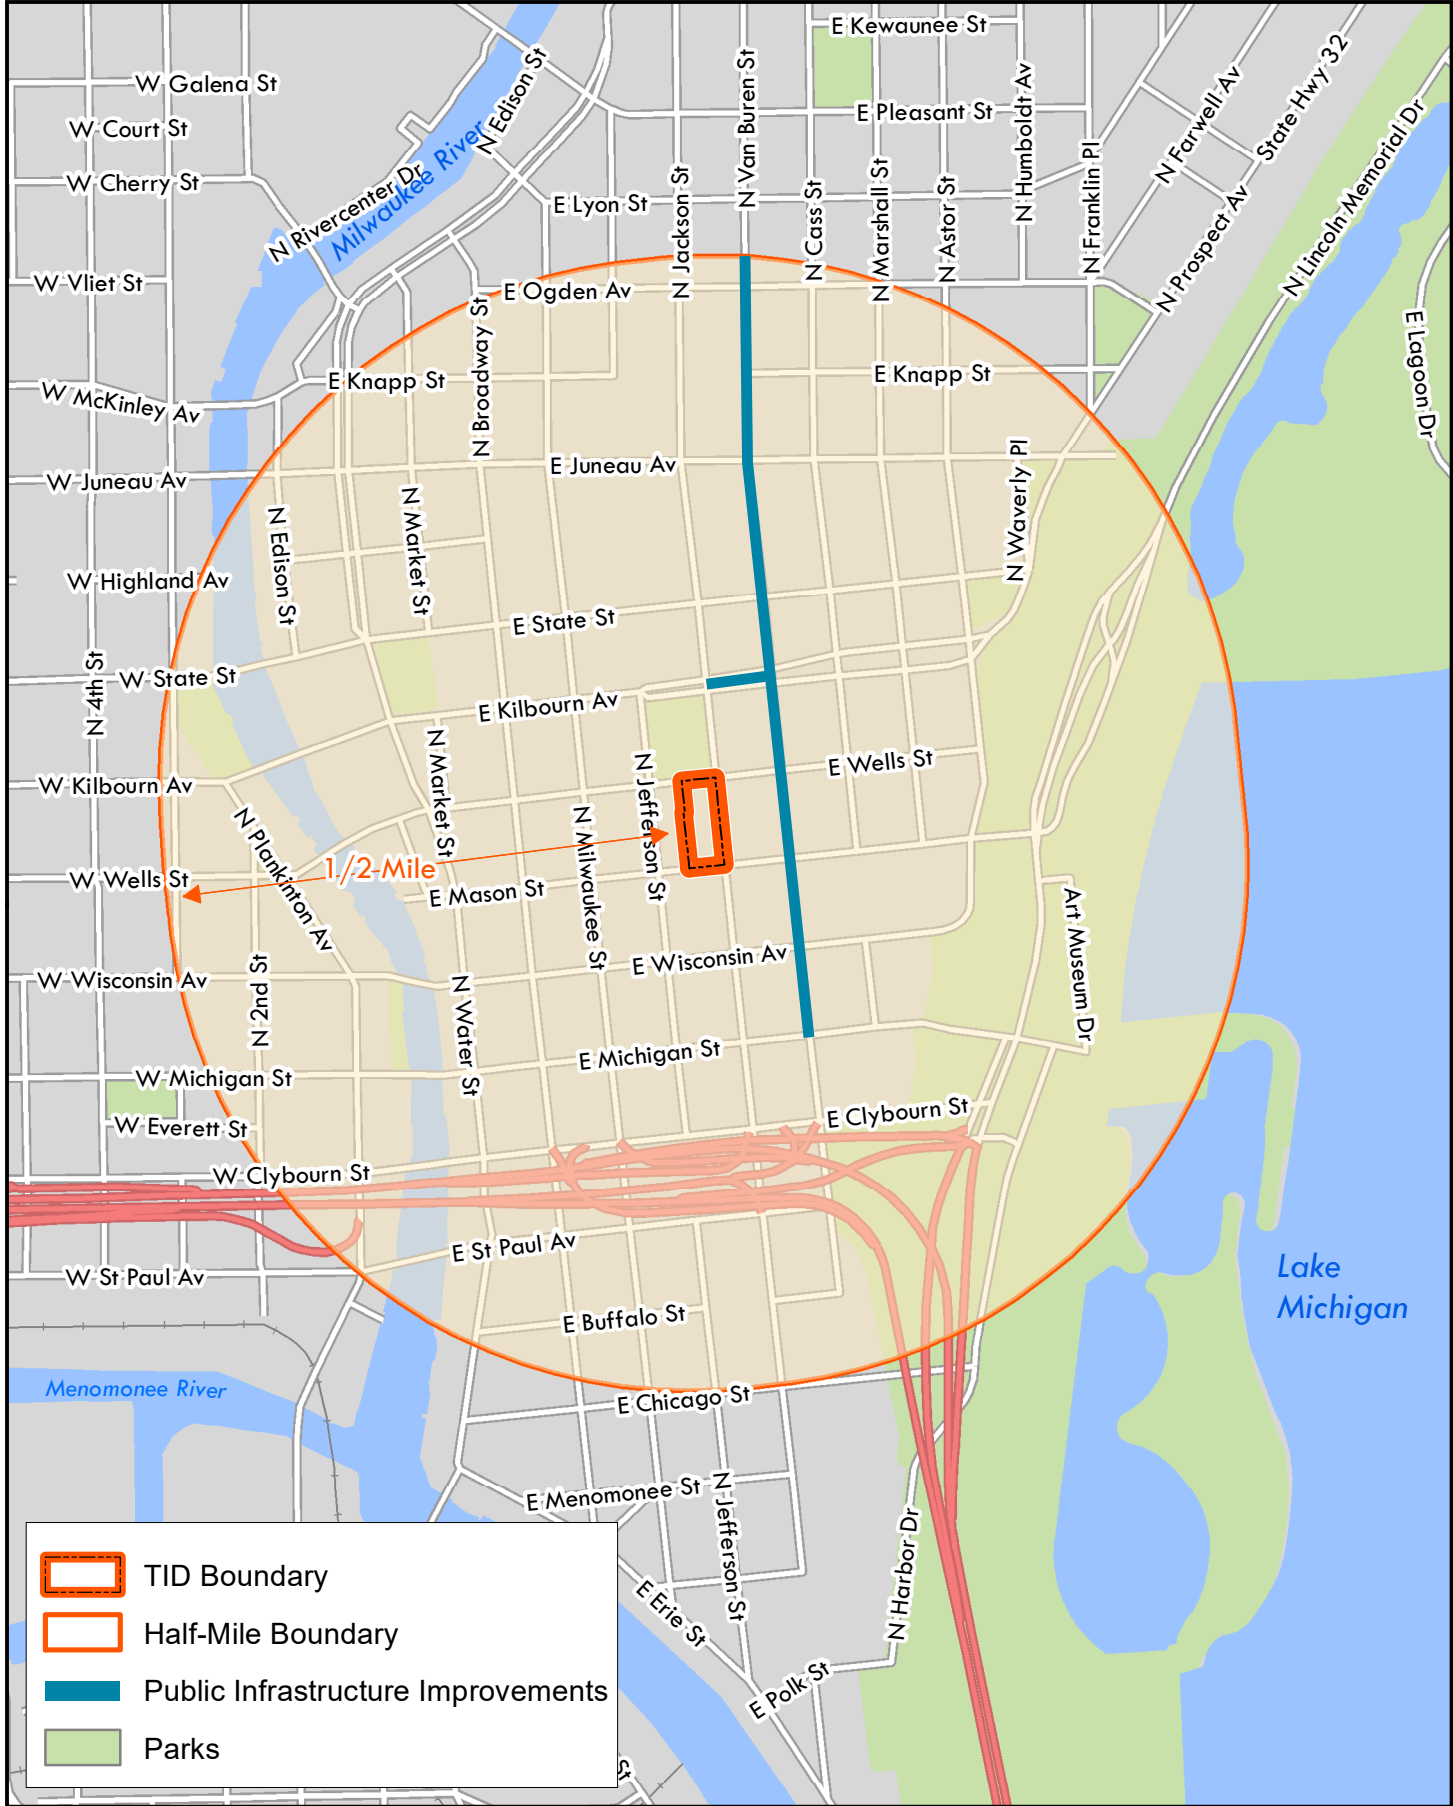 E Kewaunee St
W Galena St
N Edison St
N Van Buren St
N Humboldt Av
State Hwy 32
N Farwell Av
E Pleasant St
W Court St
Milwaukee River
N Lincoln Memorial Dr
W Cherry St
N Rivercenter Dr
E Lyon St
N Jackson St
N Cass St
N Marshall St
N Astor St
N Franklin Pl
N Prospect Av
W Vliet St
E Ogden Av
N Broadway St
E Lagoon Dr
E Knapp St
E Knapp St
W McKinley Av
W Juneau Av
E Juneau Av
N Waverly Pl
N Edison St
N Market St
W Highland Av
E State St
W State St
N 4th St
E Kilbourn Av
N Market St
N Jefferson St
E Wells St
W Kilbourn Av
N Plankinton Av
N Milwaukee St
1/2 Mile
W Wells St
E Mason St
Art Museum Dr
E Wisconsin Av
W Wisconsin Av
N 2nd St
N Water St
E Michigan St
W Michigan St
E Clybourn St
W Everett St
W Clybourn St
E St Paul Av
W St Paul Av
Lake
Michigan
E Buffalo St
Menomonee River
E Chicago St
E Menomonee St
N Jefferson St
N Harbor Dr
E Erie St
E Polk St
St
TID Boundary
Half-Mile Boundary
Public Infrastructure Improvements
Parks